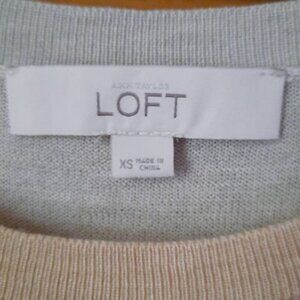 ANN TAYLOR
LOFT
XS MADE IN
CHINA